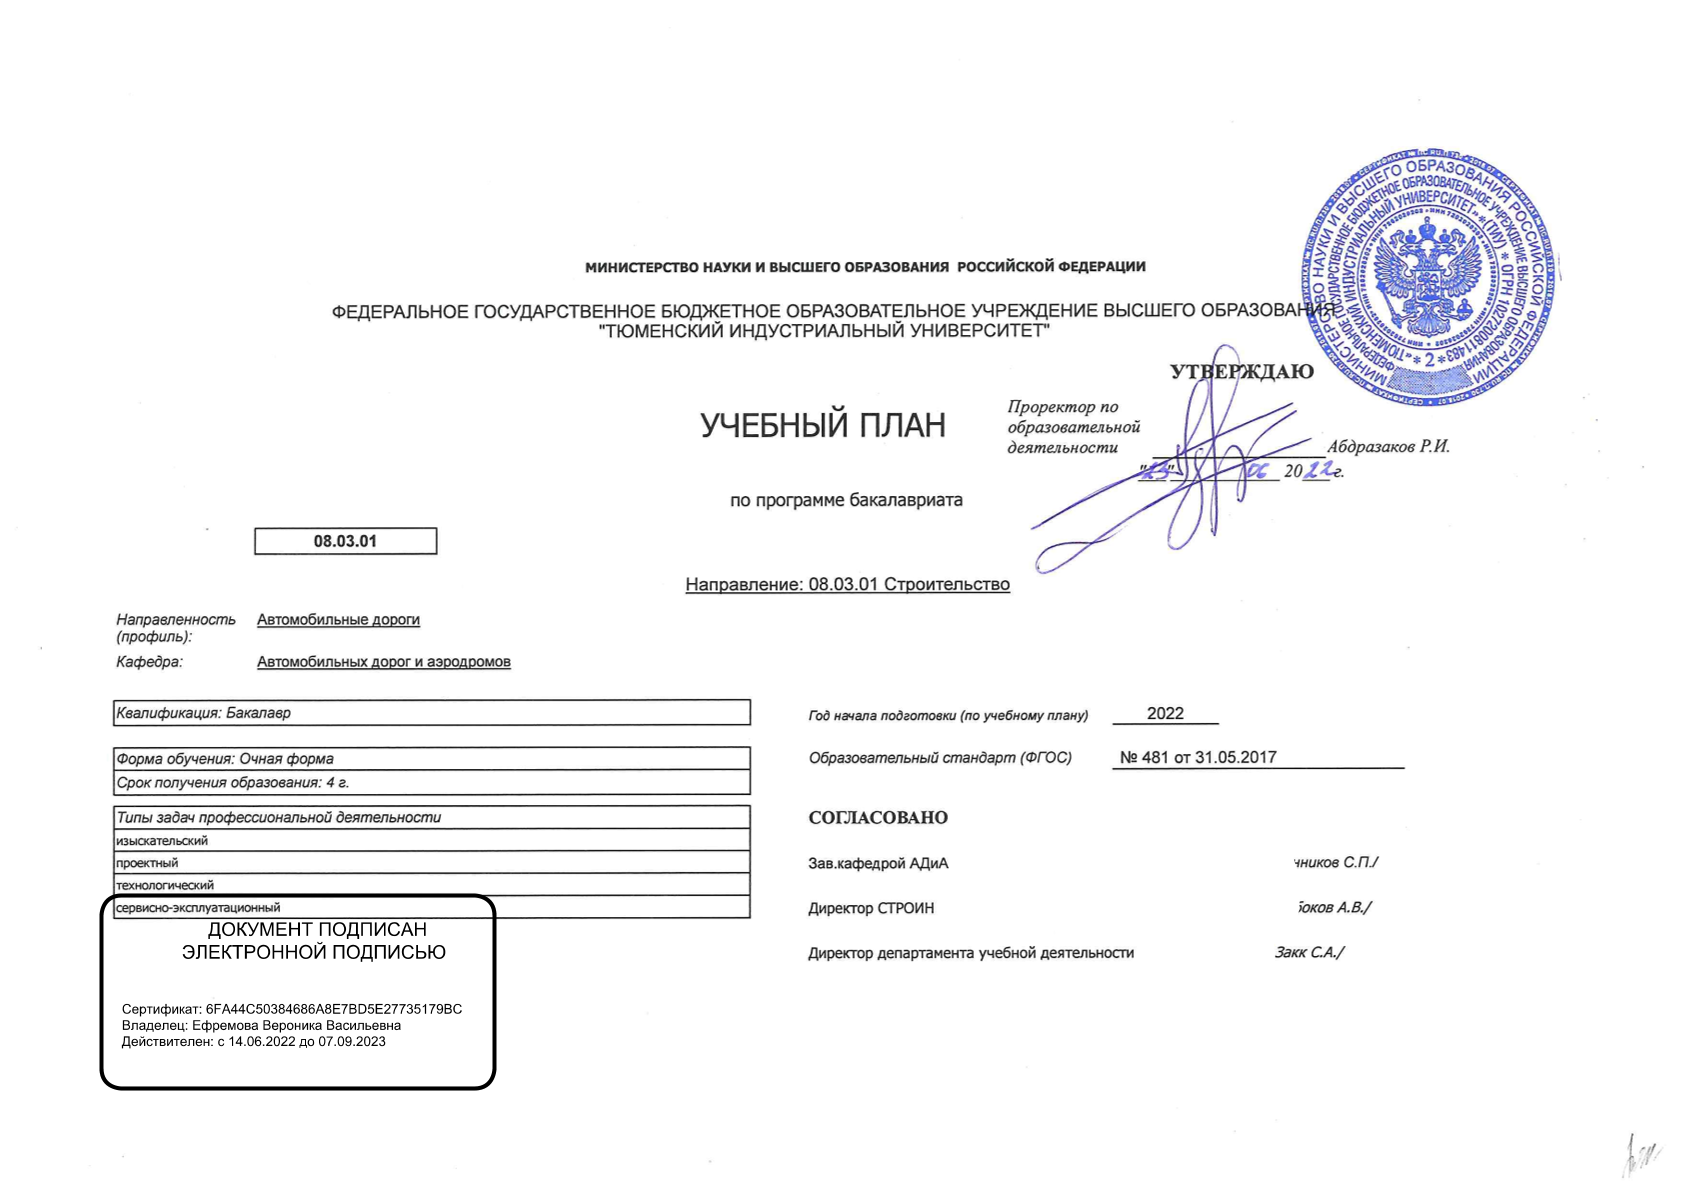 МИНИСТЕРСТВО НАУКИ И ВЫСШЕГО ОБРАЗОВАНИЯ РОССИЙСКОЙ ФЕДЕРАЦИИ
ФЕДЕРАЛЬНОЕ ГОСУДАРСТВЕННОЕ БЮДЖЕТНОЕ ОБРАЗОВАТЕЛЬНОЕ УЧРЕЖДЕНИЕ ВЫСШЕГО ОБРАЗОВАНИЯ
"ТЮМЕНСКИЙ ИНДУСТРИАЛЬНЫЙ УНИВЕРСИТЕТ"
МИНИСТЕРСТВО НАУКИ И ВЫСШЕГО ОБРАЗОВАНИЯ РОССИЙСКОЙ ФЕДЕРАЦИИ
ФЕДЕРАЛЬНОЕ ГОСУДАРСТВЕННОЕ БЮДЖЕТНОЕ ОБРАЗОВАТЕЛЬНОЕ УЧРЕЖДЕНИЕ ВЫСШЕГО ОБРАЗОВАНИЯ
«ТЮМЕНСКИЙ ИНДУСТРИАЛЬНЫЙ УНИВЕРСИТЕТ» * (ТИУ) * ОГРН 1027200811483 * 2 *
УТВЕРЖДАЮ
УЧЕБНЫЙ ПЛАН
Проректор по
образовательной
деятельности Абдразаков Р.И.
"23" 06 2022г.
по программе бакалавриата
08.03.01
Направление: 08.03.01 Строительство
Направленность Автомобильные дороги
(профиль):
Кафедра: Автомобильных дорог и аэродромов
Квалификация: Бакалавр
Год начала подготовки (по учебному плану) 2022
Форма обучения: Очная форма
Образовательный стандарт (ФГОС) № 481 от 31.05.2017
Срок получения образования: 4 г.
Типы задач профессиональной деятельности
изыскательский
проектный
технологический
сервисно-эксплуатационный
СОГЛАСОВАНО
Зав.кафедрой АДиА нников С.П./
Директор СТРОИН оков А.В./
Директор департамента учебной деятельности Закк С.А./
ДОКУМЕНТ ПОДПИСАН
ЭЛЕКТРОННОЙ ПОДПИСЬЮ
Сертификат: 6FA44C50384686A8E7BD5E27735179BC
Владелец: Ефремова Вероника Васильевна
Действителен: с 14.06.2022 до 07.09.2023